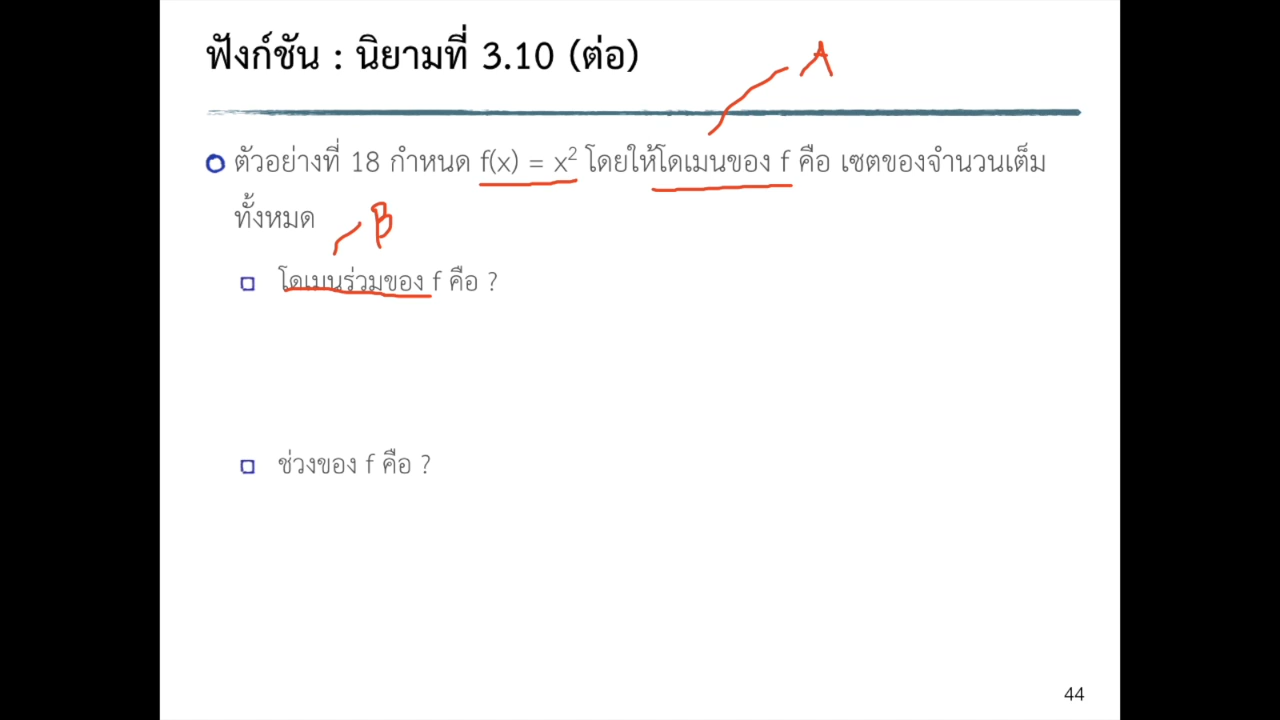 ฟังก์ชัน : นิยามที่ 3.10 (ต่อ)
A
ตัวอย่างที่ 18 กำหนด f(x) = x² โดยให้โดเมนของ f คือ เซตของจำนวนเต็ม
ทั้งหมด
B
โดเมนร่วมของ f คือ ?
ช่วงของ f คือ ?
44